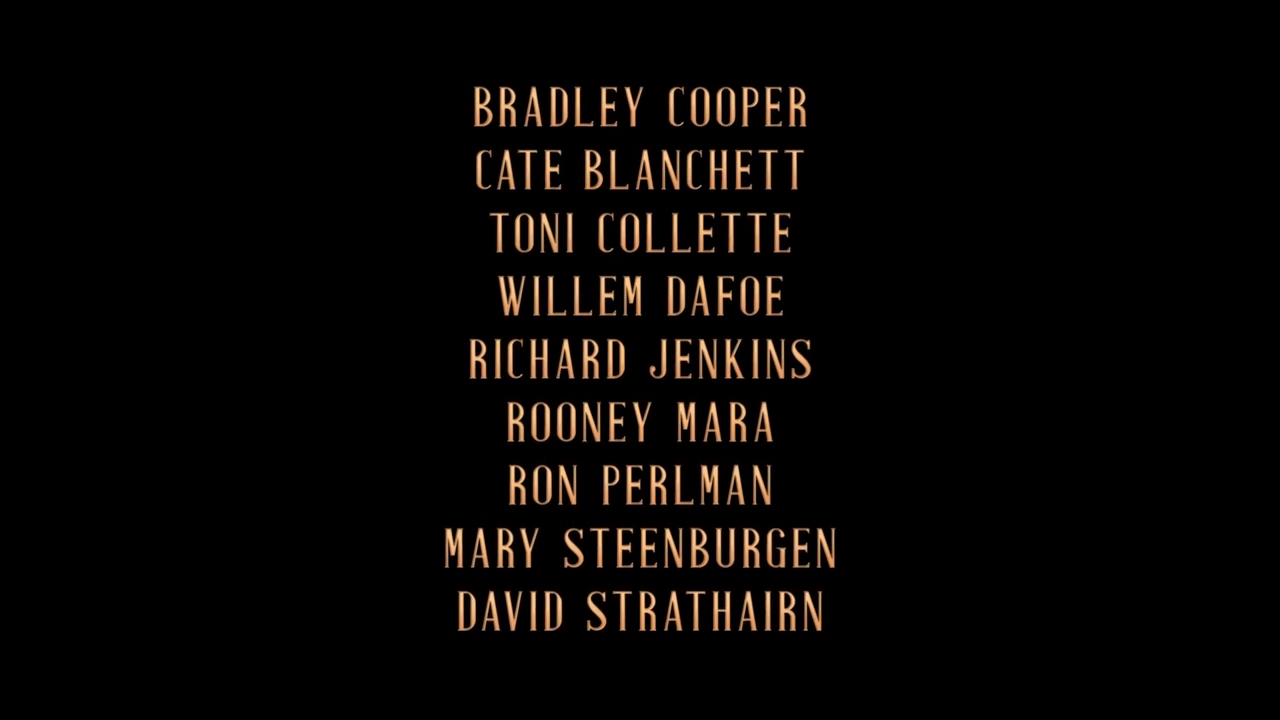 BRADLEY COOPER
CATE BLANCHETT
TONI COLLETTE
WILLEM DAFOE
RICHARD JENKINS
ROONEY MARA
RON PERLMAN
MARY STEENBURGEN
DAVID STRATHAIRN